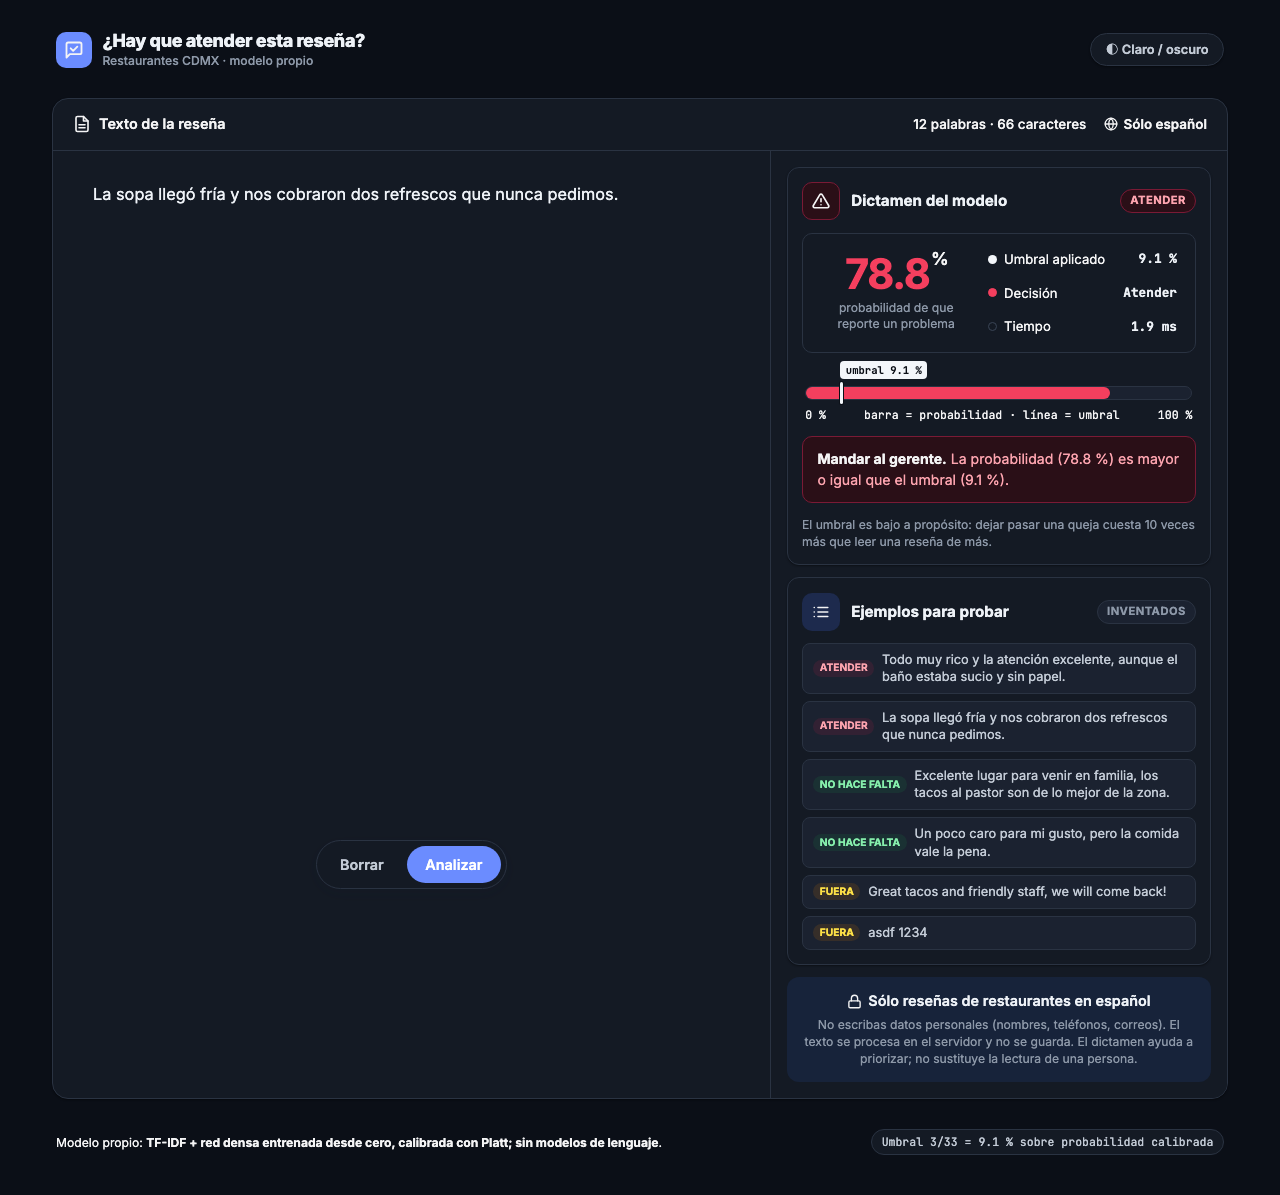 ¿Hay que atender esta reseña?
Restaurantes CDMX · modelo propio
Claro / oscuro
Texto de la reseña
12 palabras · 66 caracteres
Sólo español
La sopa llegó fría y nos cobraron dos refrescos que nunca pedimos.
Borrar
Analizar
Dictamen del modelo
ATENDER
78.8%
probabilidad de que
reporte un problema
Umbral aplicado 9.1 %
Decisión Atender
Tiempo 1.9 ms
umbral 9.1 %
0 % barra = probabilidad · línea = umbral 100 %
Mandar al gerente. La probabilidad (78.8 %) es mayor
o igual que el umbral (9.1 %).
El umbral es bajo a propósito: dejar pasar una queja cuesta 10 veces
más que leer una reseña de más.
Ejemplos para probar
INVENTADOS
ATENDER
Todo muy rico y la atención excelente, aunque el
baño estaba sucio y sin papel.
ATENDER
La sopa llegó fría y nos cobraron dos refrescos
que nunca pedimos.
NO HACE FALTA
Excelente lugar para venir en familia, los
tacos al pastor son de lo mejor de la zona.
NO HACE FALTA
Un poco caro para mi gusto, pero la comida
vale la pena.
FUERA
Great tacos and friendly staff, we will come back!
FUERA
asdf 1234
Sólo reseñas de restaurantes en español
No escribas datos personales (nombres, teléfonos, correos). El
texto se procesa en el servidor y no se guarda. El dictamen ayuda a
priorizar; no sustituye la lectura de una persona.
Modelo propio: TF-IDF + red densa entrenada desde cero, calibrada con Platt; sin modelos de lenguaje.
Umbral 3/33 = 9.1 % sobre probabilidad calibrada